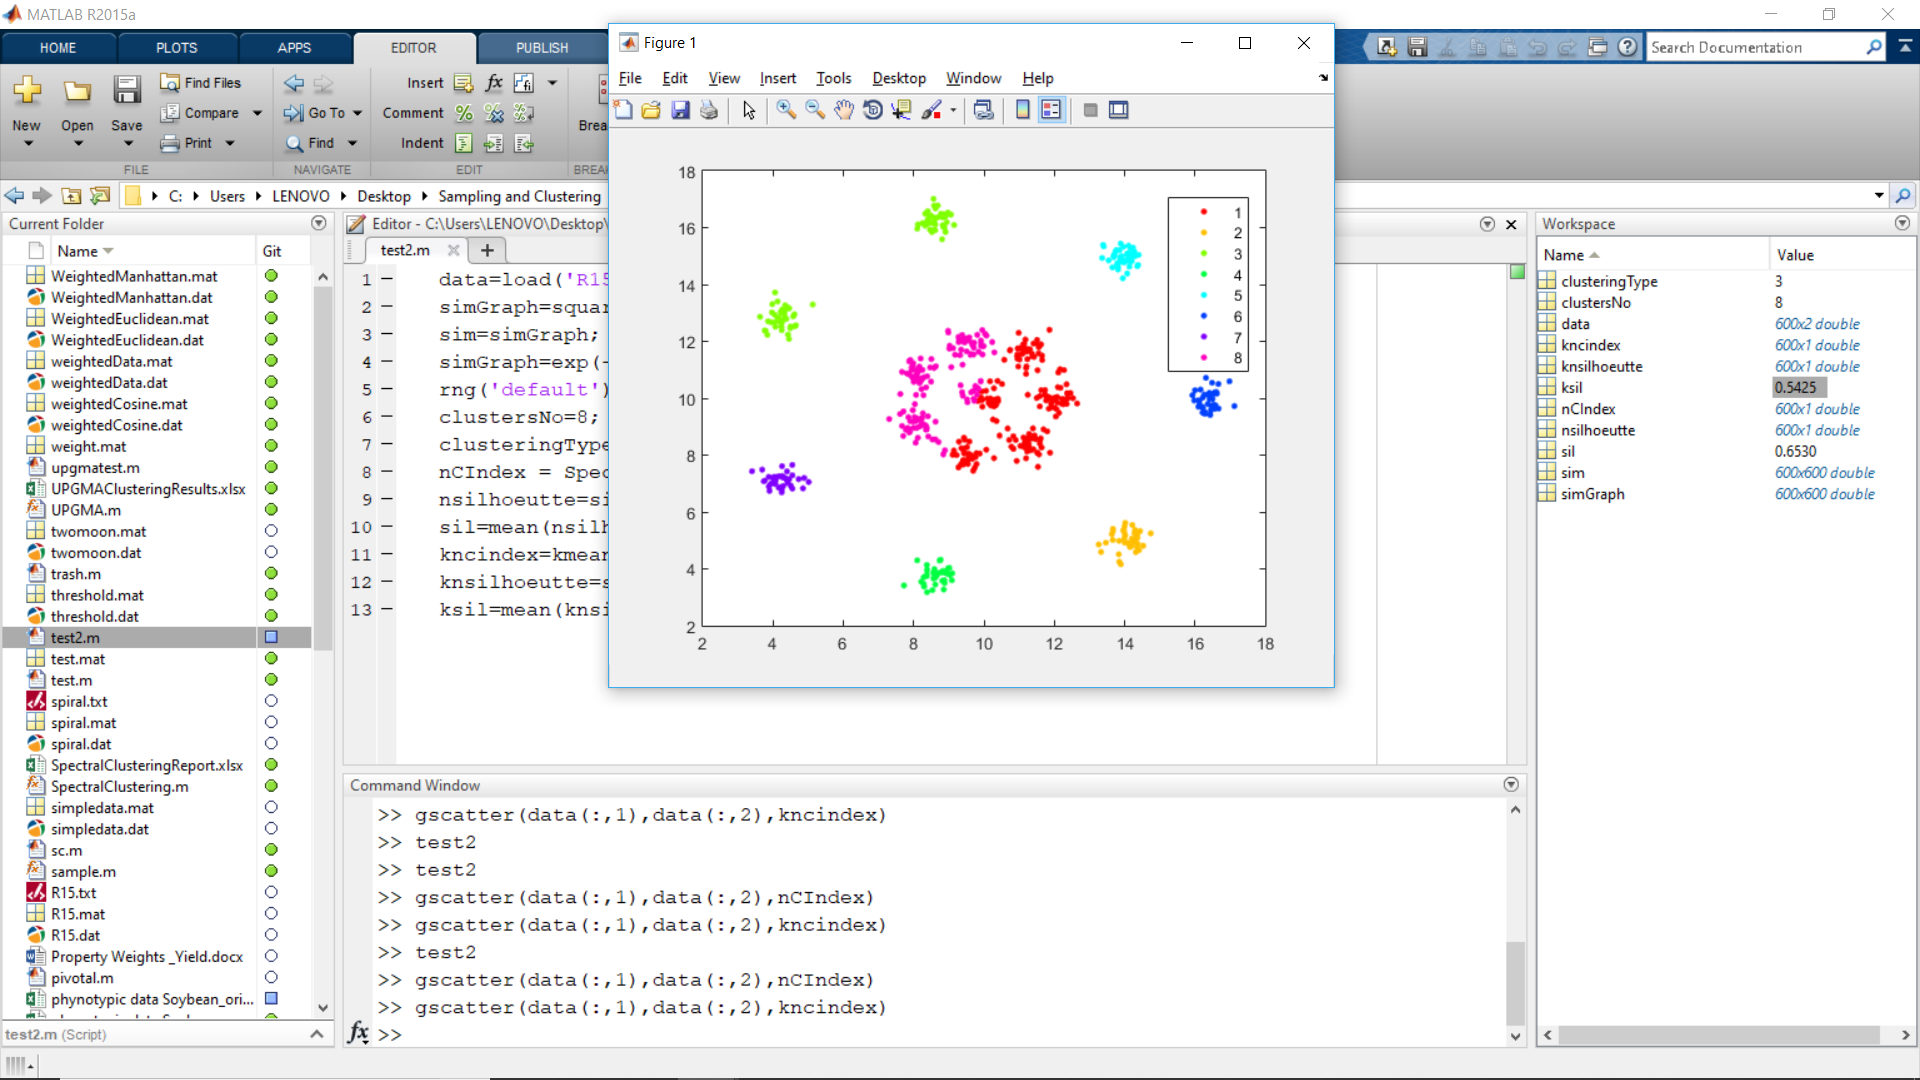 MATLAB R2015a
HOME PLOTS APPS EDITOR PUBLISH
Search Documentation
New Open Save
Find Files
Compare
Print
FILE
Go To
Find
NAVIGATE
Insert
Comment
Indent
EDIT
Brea
BREA
C: Users LENOVO Desktop Sampling and Clustering
Current Folder
Name Git
WeightedManhattan.mat
WeightedManhattan.dat
WeightedEuclidean.mat
WeightedEuclidean.dat
weightedData.mat
weightedData.dat
weightedCosine.mat
weightedCosine.dat
weight.mat
upgmatest.m
UPGMAClusteringResults.xlsx
UPGMA.m
twomoon.mat
twomoon.dat
trash.m
threshold.mat
threshold.dat
test2.m
test.mat
test.m
spiral.txt
spiral.mat
spiral.dat
SpectralClusteringReport.xlsx
SpectralClustering.m
simpledata.mat
simpledata.dat
sc.m
sample.m
R15.txt
R15.mat
R15.dat
Property Weights _Yield.docx
pivotal.m
phynotypic data Soybean_ori...
test2.m (Script)
Editor - C:\Users\LENOVO\Desktop\
test2.m
1 data=load('R15
2 simGraph=squar
3 sim=simGraph;
4 simGraph=exp(-
5 rng('default')
6 clustersNo=8;
7 clusteringType
8 nCIndex = Spec
9 nsilhoeutte=si
10 sil=mean(nsilh
11 kncindex=kmean
12 knsilhoeutte=s
13 ksil=mean(knsi
Figure 1
File Edit View Insert Tools Desktop Window Help
18
16
14
12
10
8
6
4
2
2 4 6 8 10 12 14 16 18
1
2
3
4
5
6
7
8
Command Window
>> gscatter(data(:,1),data(:,2),kncindex)
>> test2
>> test2
>> gscatter(data(:,1),data(:,2),nCIndex)
>> gscatter(data(:,1),data(:,2),kncindex)
>> test2
>> gscatter(data(:,1),data(:,2),nCIndex)
>> gscatter(data(:,1),data(:,2),kncindex)
fx >>
Workspace
Name Value
clusteringType 3
clustersNo 8
data 600x2 double
kncindex 600x1 double
knsilhoeutte 600x1 double
ksil 0.5425
nCIndex 600x1 double
nsilhoeutte 600x1 double
sil 0.6530
sim 600x600 double
simGraph 600x600 double